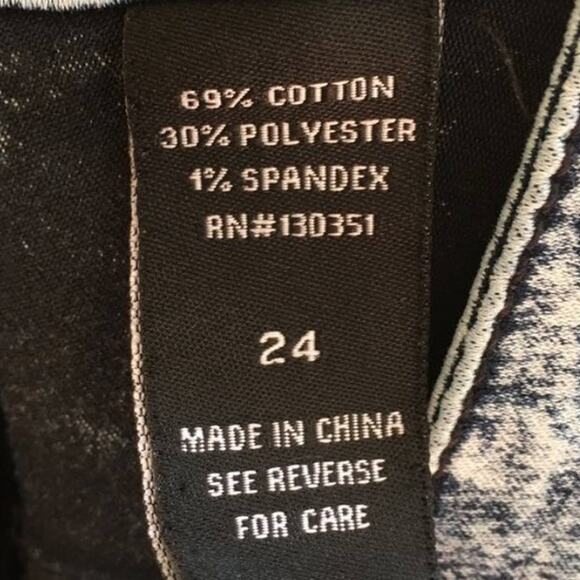 69% COTTON
30% POLYESTER
1% SPANDEX
RN#130351
24
MADE IN CHINA
SEE REVERSE
FOR CARE